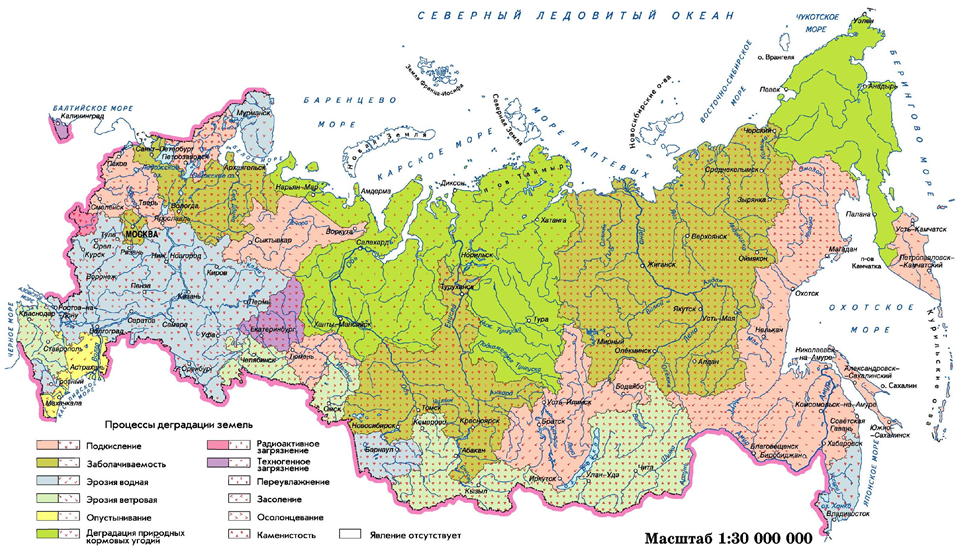 СЕВЕРНЫЙ ЛЕДОВИТЫЙ ОКЕАН
ЧУКОТСКОЕ
МОРЕ
Уэлен
о. Врангеля
ВОСТОЧНО-СИБИРСКОЕ
МОРЕ
Певек
Анадырь
БЕРИНГОВО МОРЕ
Земля Франца-Иосифа
Северная Земля
Новосибирские о-ва
МОРЕ ЛАПТЕВЫХ
БАРЕНЦЕВО
МОРЕ
Новая Земля
КАРСКОЕ МОРЕ
БАЛТИЙСКОЕ МОРЕ
Калининград
Мурманск
Санкт-Петербург
Петрозаводск
Псков
Архангельск
Нарьян-Мар
Амдерма
Диксон
п-ов Таймыр
Хатанга
Черский
Среднеколымск
Зырянка
Верхоянск
Оймякон
Жиганск
Якутск
Усть-Мая
Нелькан
Охотск
Магадан
Палана
п-ов
Камчатка
Усть-Камчатск
Петропавловск-
Камчатский
ОХОТСКОЕ
МОРЕ
Курильские о-ва
Смоленск
Тверь
Вологда
Ярославль
МОСКВА
Тула
Рязань
Орел
Курск
Ниж. Новгород
Воронеж
Пенза
Казань
Киров
Сыктывкар
Воркута
Салехард
Норильск
Туруханск
Тура
Ханты-Мансийск
Пермь
Екатеринбург
Тюмень
Челябинск
Уфа
Самара
Саратов
Оренбург
Волгоград
Ростов-на-
Дону
Краснодар
Ставрополь
Астрахань
Грозный
Махачкала
ЧЕРНОЕ МОРЕ
КАСПИЙСКОЕ
МОРЕ
Омск
Новосибирск
Томск
Кемерово
Барнаул
Красноярск
Абакан
Кызыл
Усть-Илимск
Братск
Иркутск
Улан-Удэ
Чита
Бодайбо
Мирный
Олёкминск
Алдан
Благовещенск
Биробиджан
Хабаровск
Комсомольск-на-Амуре
Николаевск-
на-Амуре
Александровск-
Сахалинский
о. Сахалин
Советская
Гавань
Южно-
Сахалинск
ЯПОНСКОЕ МОРЕ
оз. Ханка
Владивосток
Процессы деградации земель
Подкисление
Заболачиваемость
Эрозия водная
Эрозия ветровая
Опустынивание
Деградация природных
кормовых угодий
Радиоактивное
загрязнение
Техногенное
загрязнение
Переувлажнение
Засоление
Осолонцевание
Каменистость
Явление отсутствует
Масштаб 1:30 000 000